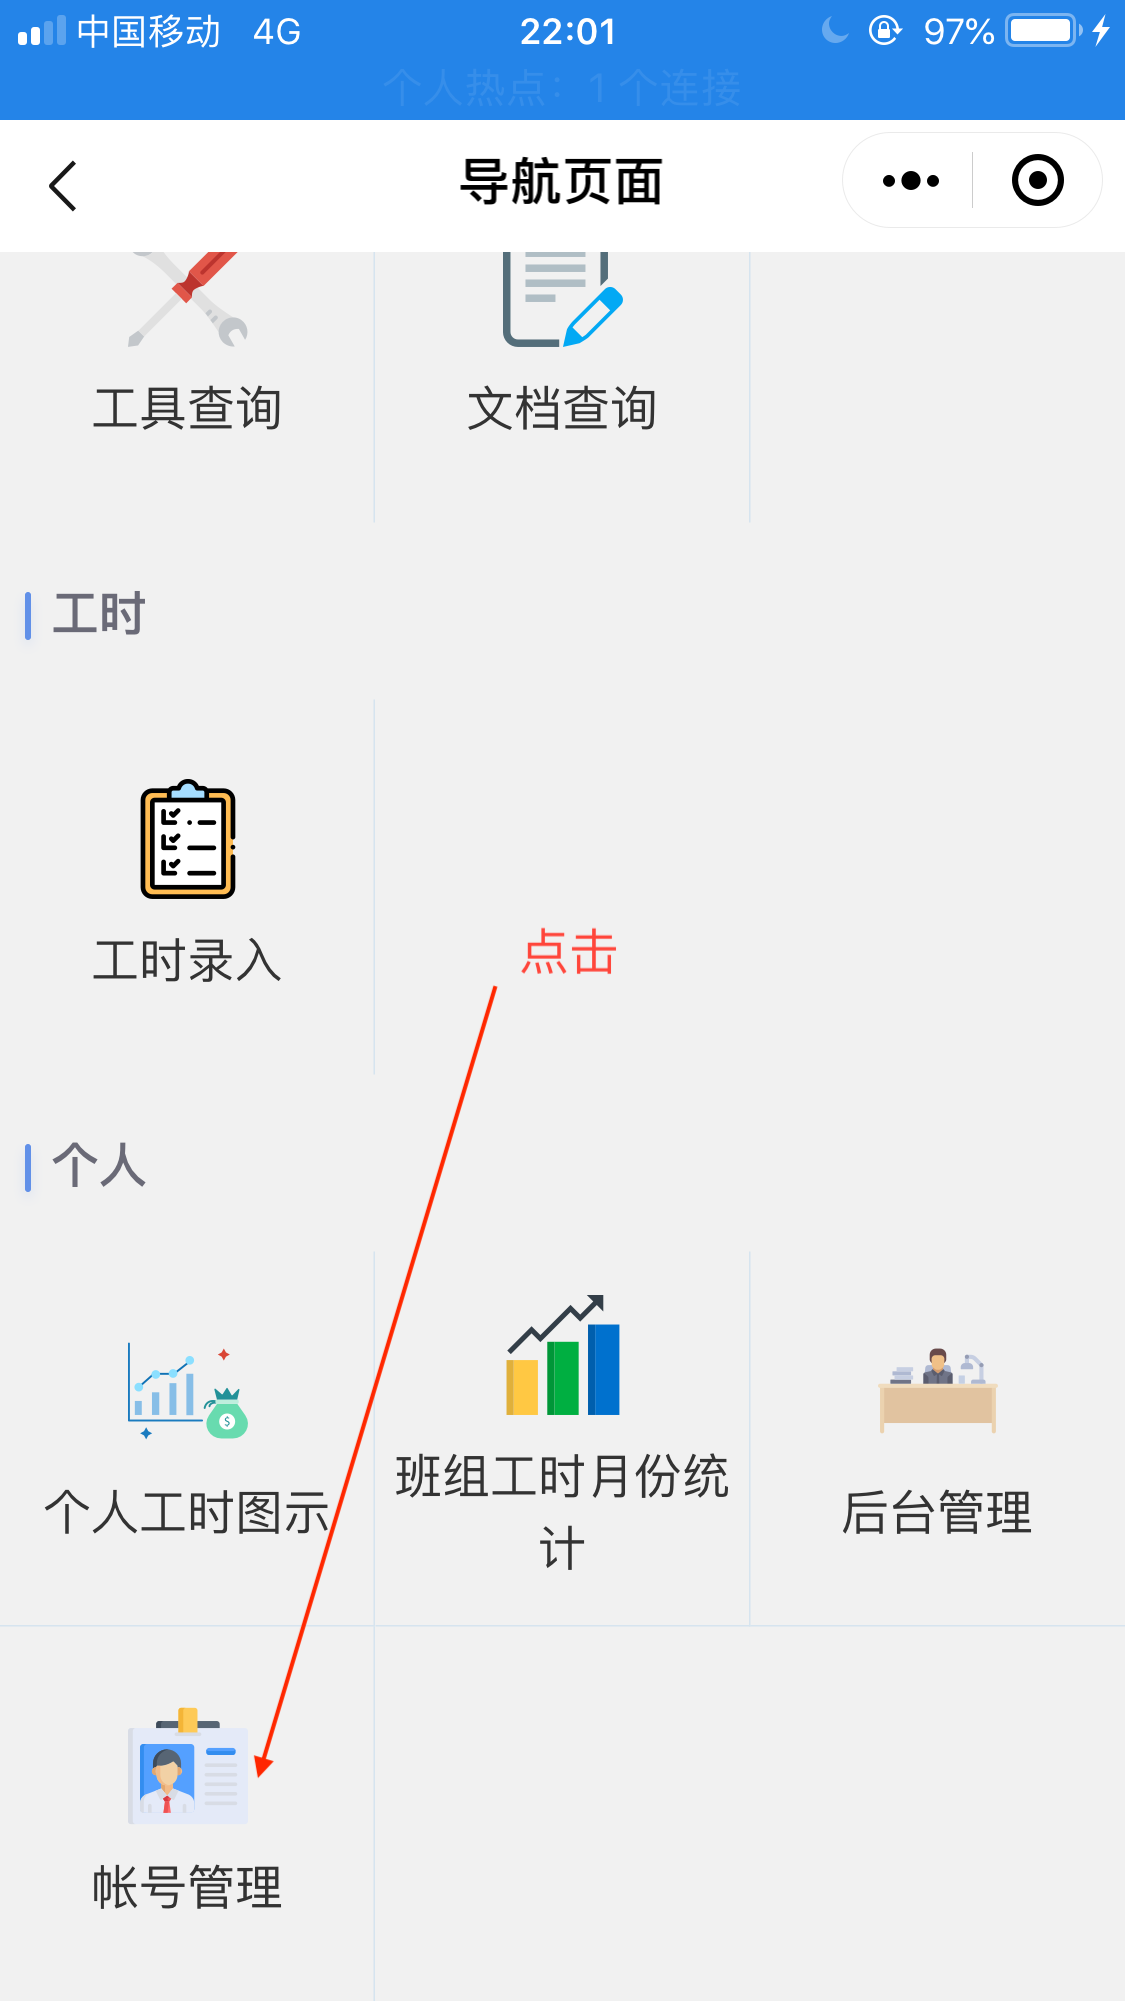 中国移动 4G 22:01 97%
个人热点：1 个连接
导航页面
工具查询 文档查询
工时
工时录入
点击
个人
个人工时图示 班组工时月份统计 后台管理
帐号管理